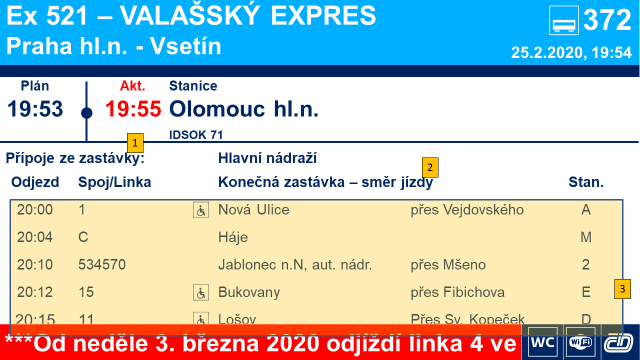 Ex 521 – VALAŠSKÝ EXPRES
372
Praha hl.n. - Vsetín
25.2.2020, 19:54
Plán Akt. Stanice
19:53 19:55 Olomouc hl.n.
IDSOK 71
1
Přípoje ze zastávky: Hlavní nádraží
2
Odjezd Spoj/Linka Konečná zastávka – směr jízdy Stan.
20:00 1 Nová Ulice přes Vejdovského A
20:04 C Háje M
20:10 534570 Jablonec n.N, aut. nádr. přes Mšeno 2
20:12 15 Bukovany přes Fibichova E
3
20:15 11 Lošov Přes Sv. Kopeček D
***Od neděle 3. března 2020 odjíždí linka 4 ve
WC WiFi ČD